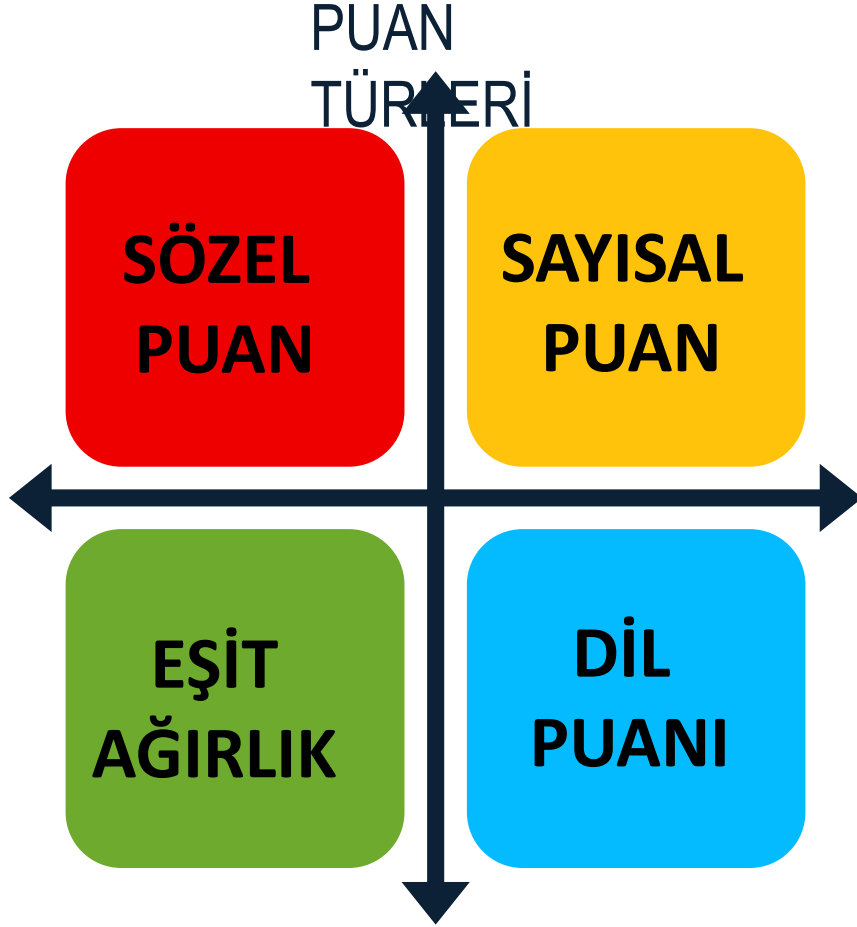 PUAN
TÜRLERİ
SÖZEL
PUAN
SAYISAL
PUAN
EŞİT
AĞIRLIK
DİL
PUANI